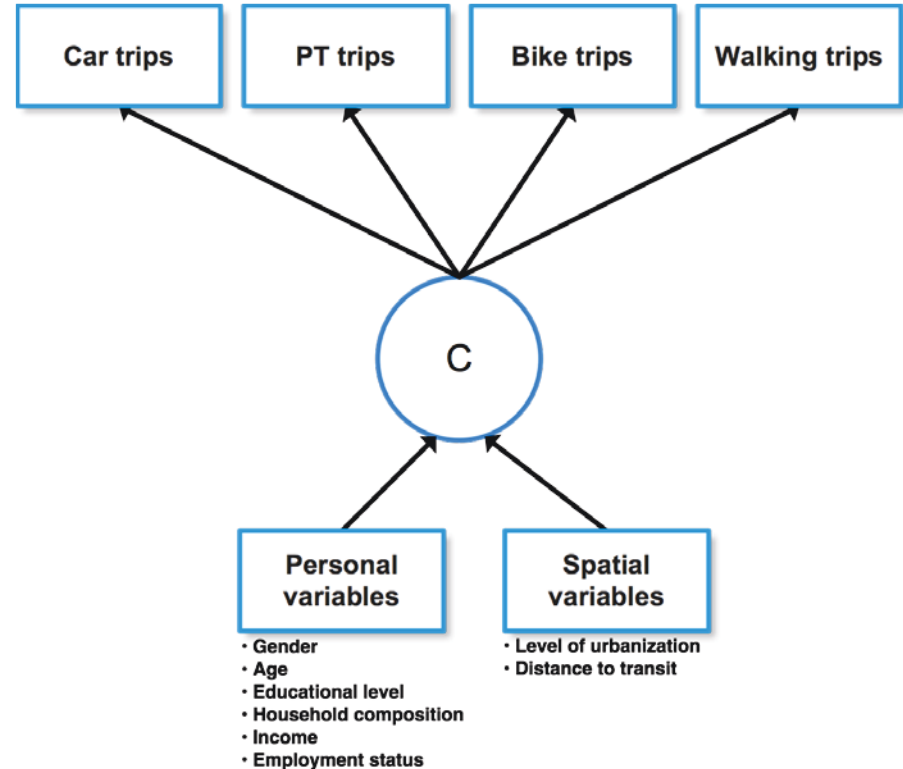 Car trips
PT trips
Bike trips
Walking trips
C
Personal
variables
· Gender
· Age
· Educational level
· Household composition
· Income
· Employment status
Spatial
variables
· Level of urbanization
· Distance to transit